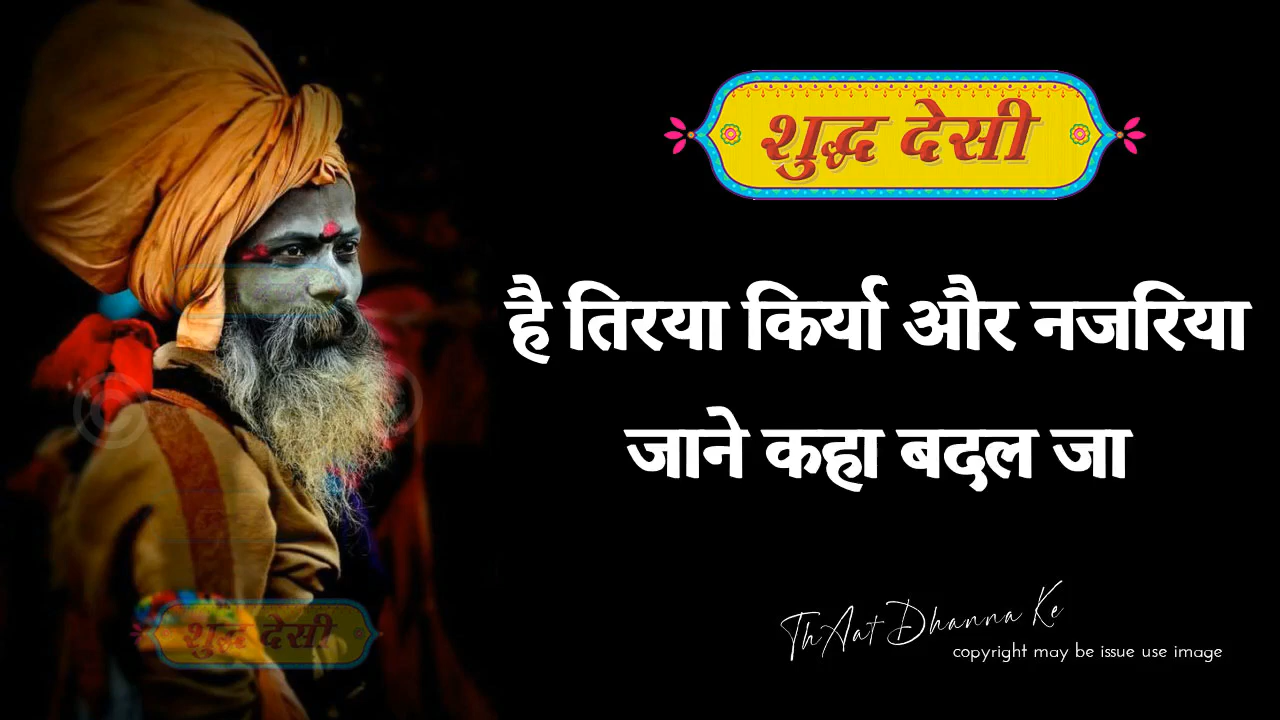 शुद्ध देसी
है तिरया किर्या और नजरिया
जाने कहा बदल जा
ThAat Dhanna Ke
copyright may be issue use image
शुद्ध देसी